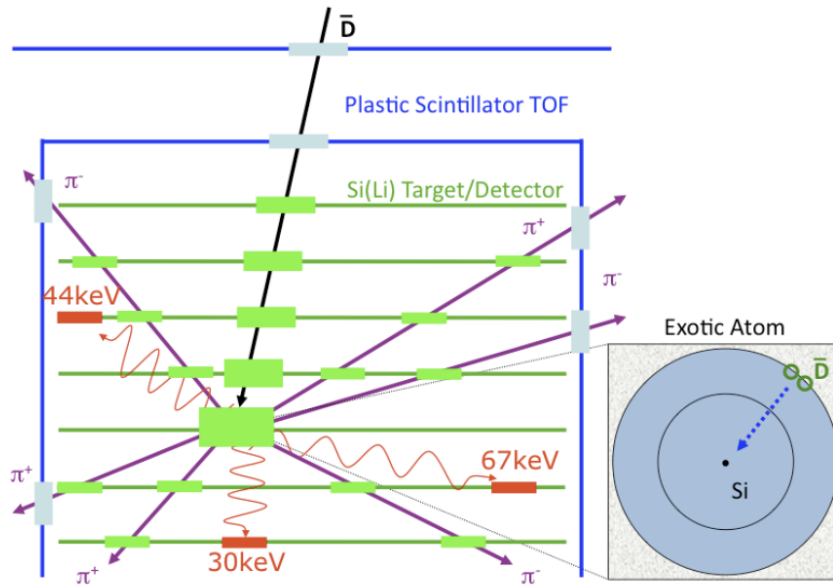 D̅
Plastic Scintillator TOF
π⁻
Si(Li) Target/Detector
π⁺
π⁻
44keV
Exotic Atom
D̅
67keV
Si
π⁺
30keV
π⁺
π⁻